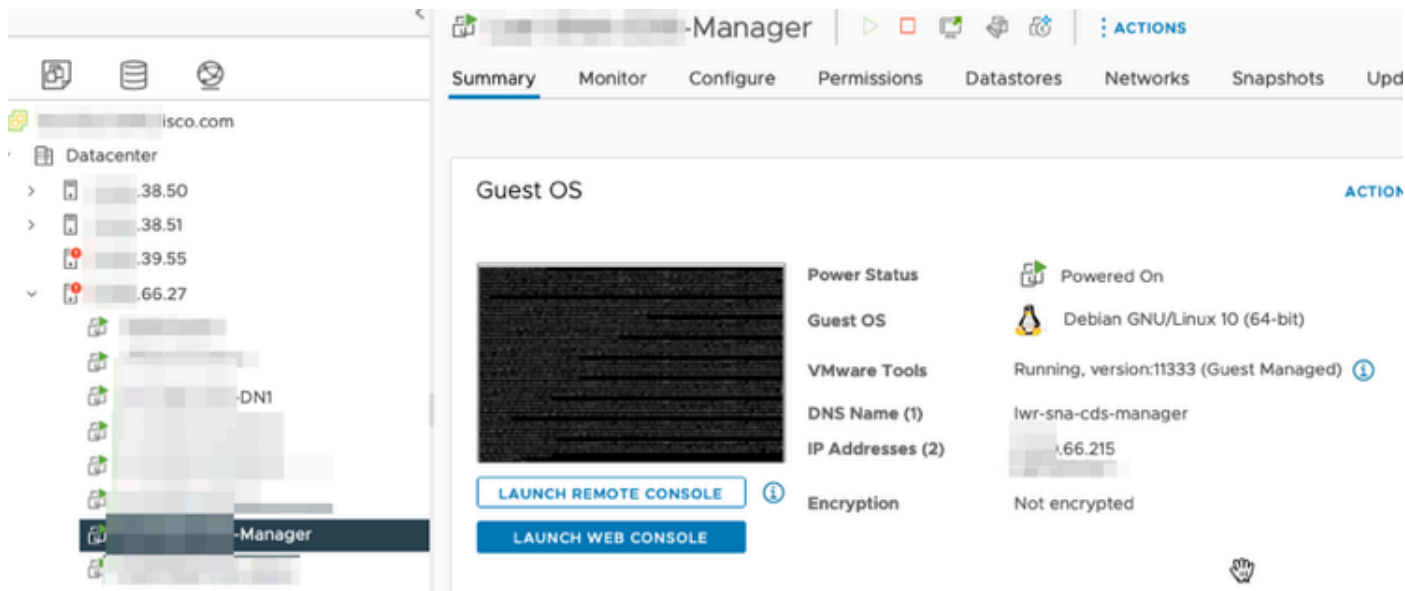 -Manager
ACTIONS
Summary Monitor Configure Permissions Datastores Networks Snapshots Upd
isco.com
Datacenter
.38.50
.38.51
.39.55
.66.27
-DN1
-Manager
Guest OS
ACTION
Power Status Powered On
Guest OS Debian GNU/Linux 10 (64-bit)
VMware Tools Running, version:11333 (Guest Managed)
DNS Name (1) lwr-sna-cds-manager
IP Addresses (2) .66.215
Encryption Not encrypted
LAUNCH REMOTE CONSOLE
LAUNCH WEB CONSOLE